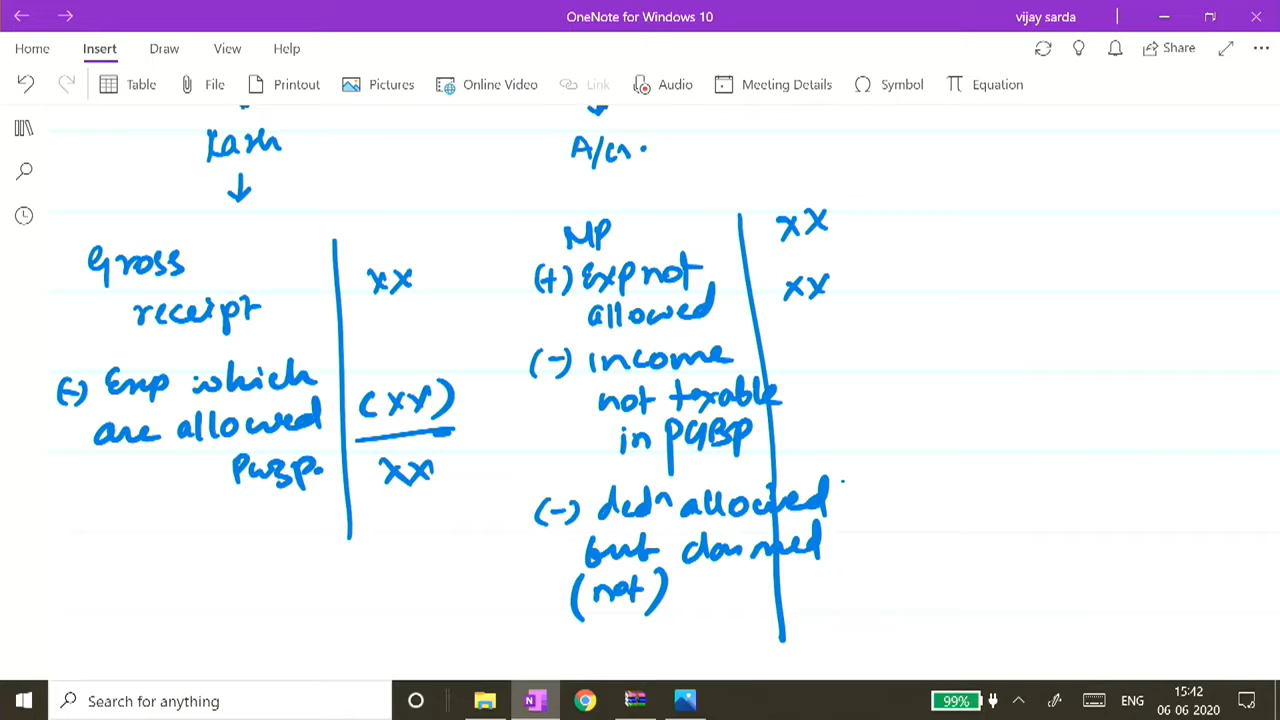 OneNote for Windows 10
vijay sarda
Home Insert Draw View Help
Share
Table File Printout Pictures Online Video Link Audio Meeting Details Symbol Equation
A/cn.
Gross
receipt
xx
(-) Exp which
are allowed
(xx)
xx
NP
xx
(+) Exp not
allowed
xx
(-) income
not taxable
in PGBP
(-) dedn allowed
but claimed
(not)
Search for anything
99%
ENG
15:42
06-06-2020